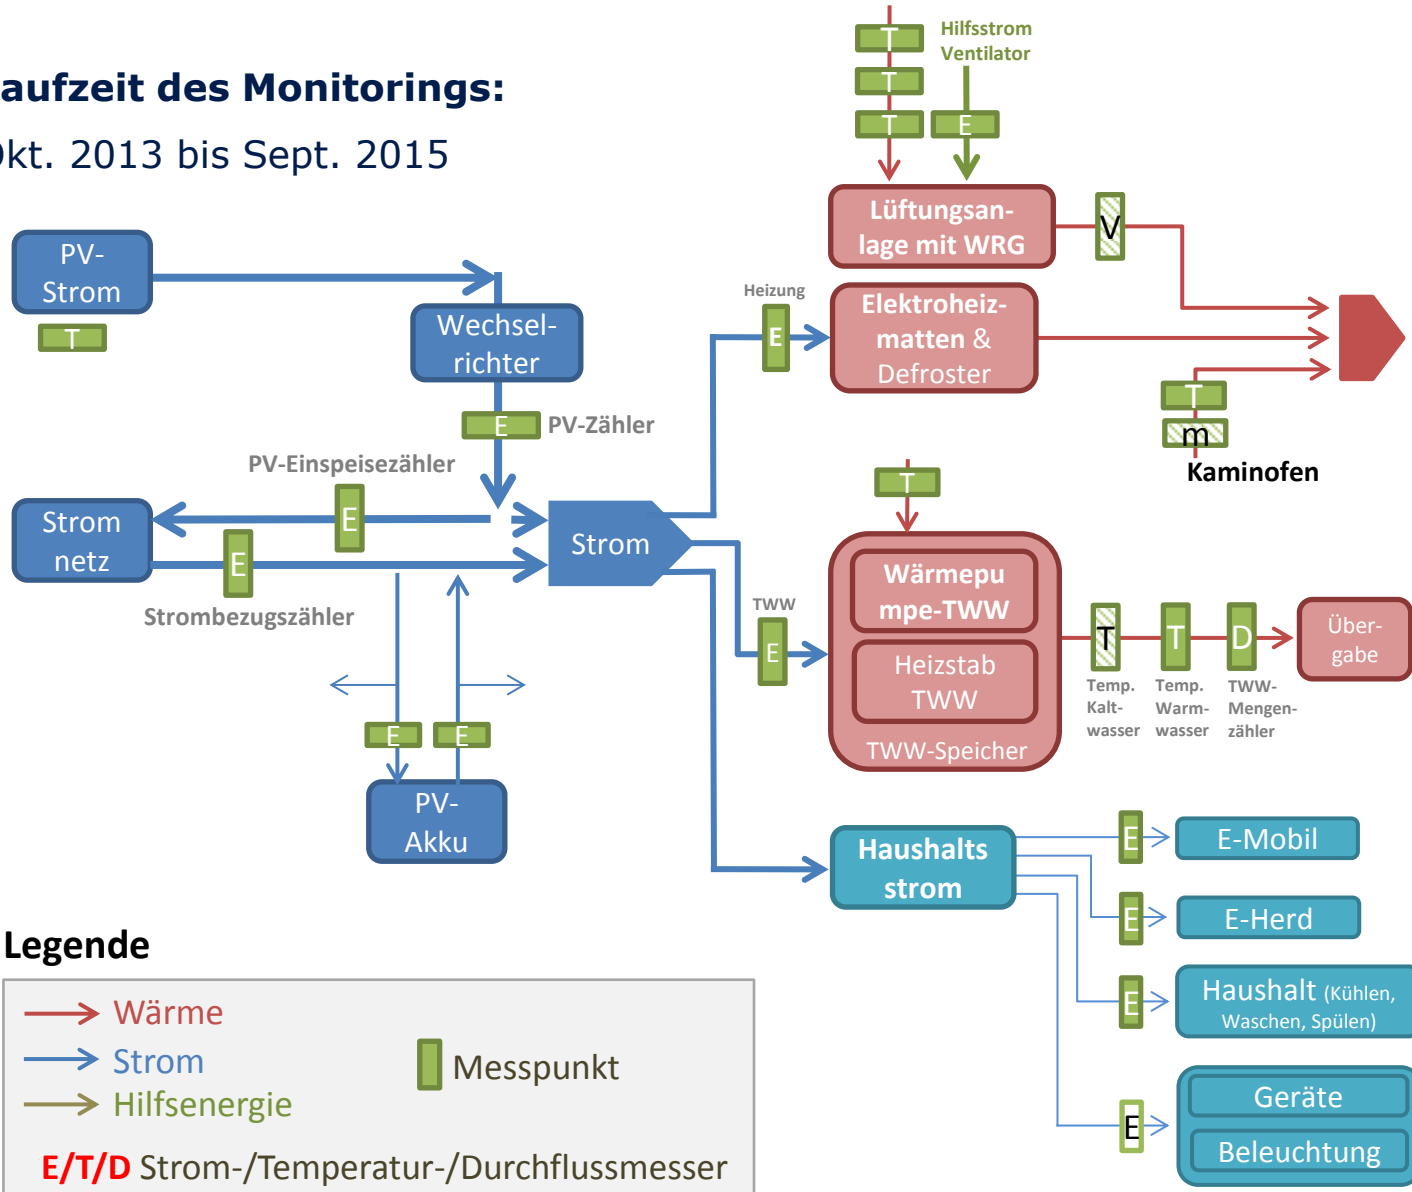 aufzeit des Monitorings:
Okt. 2013 bis Sept. 2015
T
T
T
Hilfsstrom
Ventilator
E
Lüftungsan-
lage mit WRG
V
PV-
Strom
T
Wechsel-
richter
E
PV-Zähler
Heizung
E
Elektroheiz-
matten &
Defroster
T
m
Kaminofen
PV-Einspeisezähler
E
Strom
netz
E
Strombezugszähler
Strom
T
Wärmepu
mpe-TWW
Heizstab
TWW
TWW-Speicher
TWW
E
T
T
D
Temp.
Kalt-
wasser
Temp.
Warm-
wasser
TWW-
Mengen-
zähler
Über-
gabe
E
E
PV-
Akku
Haushalts
strom
E
E-Mobil
E
E-Herd
E
Haushalt (Kühlen,
Waschen, Spülen)
E
Geräte
Beleuchtung
Legende
Wärme
Strom
Hilfsenergie
Messpunkt
E/T/D Strom-/Temperatur-/Durchflussmesser